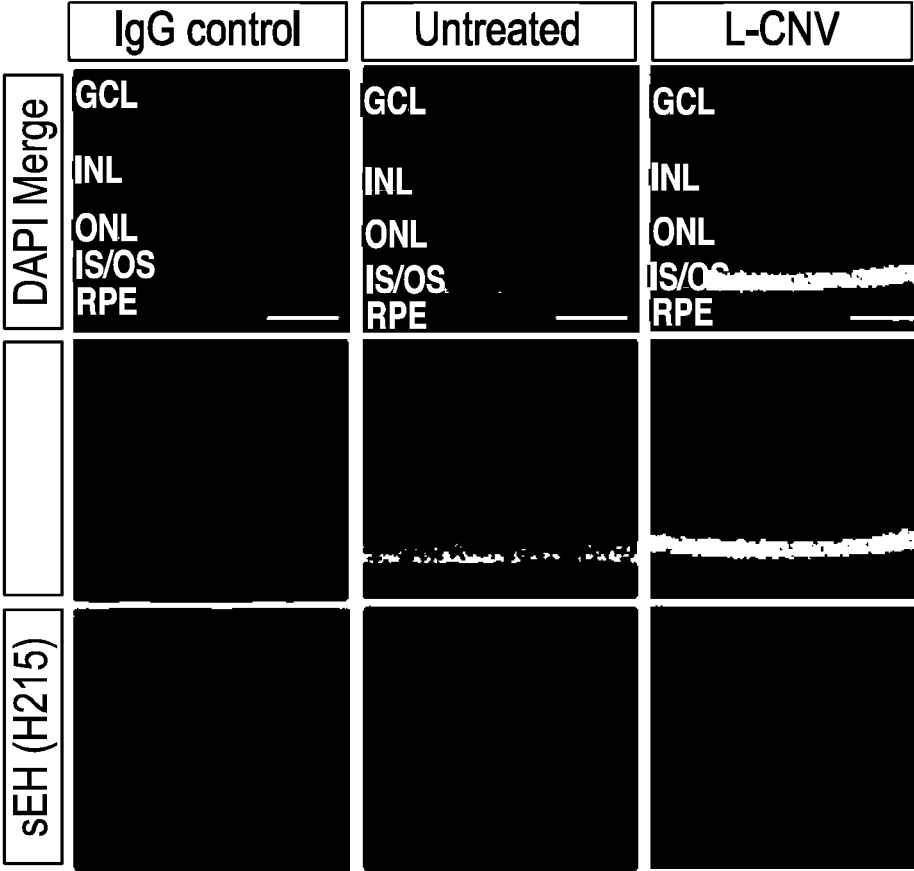 IgG control
Untreated
L-CNV
DAPI Merge
GCL
INL
ONL
IS/OS
RPE
GCL
INL
ONL
IS/OS
RPE
GCL
INL
ONL
IS/OS
RPE
sEH (H215)